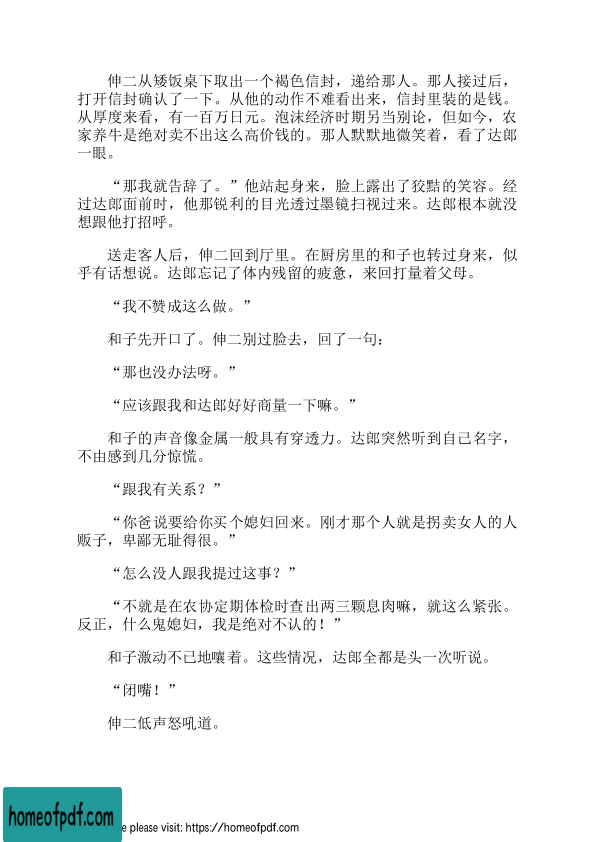 伸二从矮饭桌下取出一个褐色信封，递给那人。那人接过后，
打开信封确认了一下。从他的动作不难看出来，信封里装的是钱。
从厚度来看，有一百万日元。泡沫经济时期另当别论，但如今，农
家养牛是绝对卖不出这么高价钱的。那人默默地微笑着，看了达郎
一眼。
“那我就告辞了。”他站起身来，脸上露出了狡黠的笑容。经
过达郎面前时，他那锐利的目光透过墨镜扫视过来。达郎根本就没
想跟他打招呼。
送走客人后，伸二回到厅里。在厨房里的和子也转过身来，似
乎有话想说。达郎忘记了体内残留的疲惫，来回打量着父母。
“我不赞成这么做。”
和子先开口了。伸二别过脸去，回了一句：
“那也没办法呀。”
“应该跟我和达郎好好商量一下嘛。”
和子的声音像金属一般具有穿透力。达郎突然听到自己名字，
不由感到几分惊慌。
“跟我有关系？”
“你爸说要给你买个媳妇回来。刚才那个人就是拐卖女人的人
贩子，卑鄙无耻得很。”
“怎么没人跟我提过这事？”
“不就是在农协定期体检时查出两三颗息肉嘛，就这么紧张。
反正，什么鬼媳妇，我是绝对不认的！”
和子激动不已地嚷着。这些情况，达郎全都是头一次听说。
“闭嘴！”
伸二低声怒吼道。
homeofpdf.com
e please visit: https://homeofpdf.com